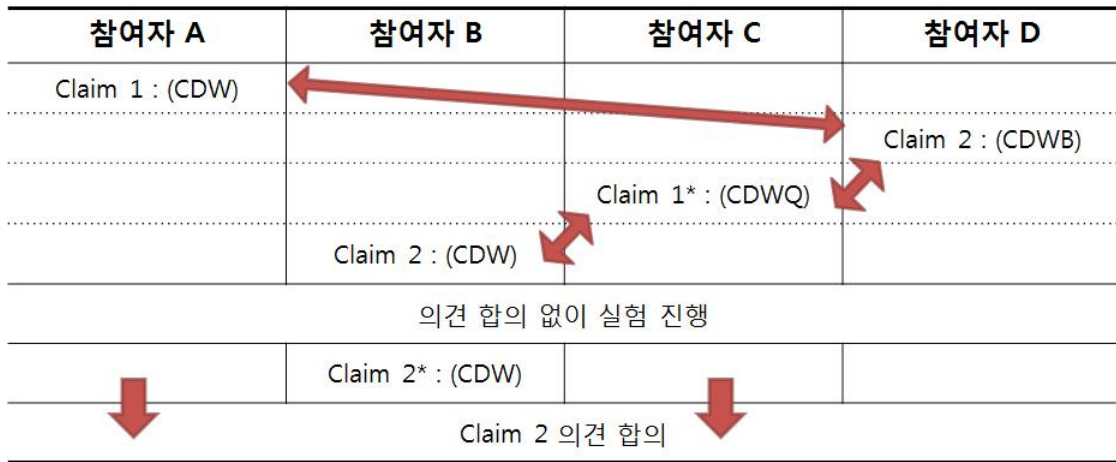 참여자 A 참여자 B 참여자 C 참여자 D
Claim 1 : (CDW)
Claim 2 : (CDWB)
Claim 1* : (CDWQ)
Claim 2 : (CDW)
의견 합의 없이 실험 진행
Claim 2* : (CDW)
Claim 2 의견 합의